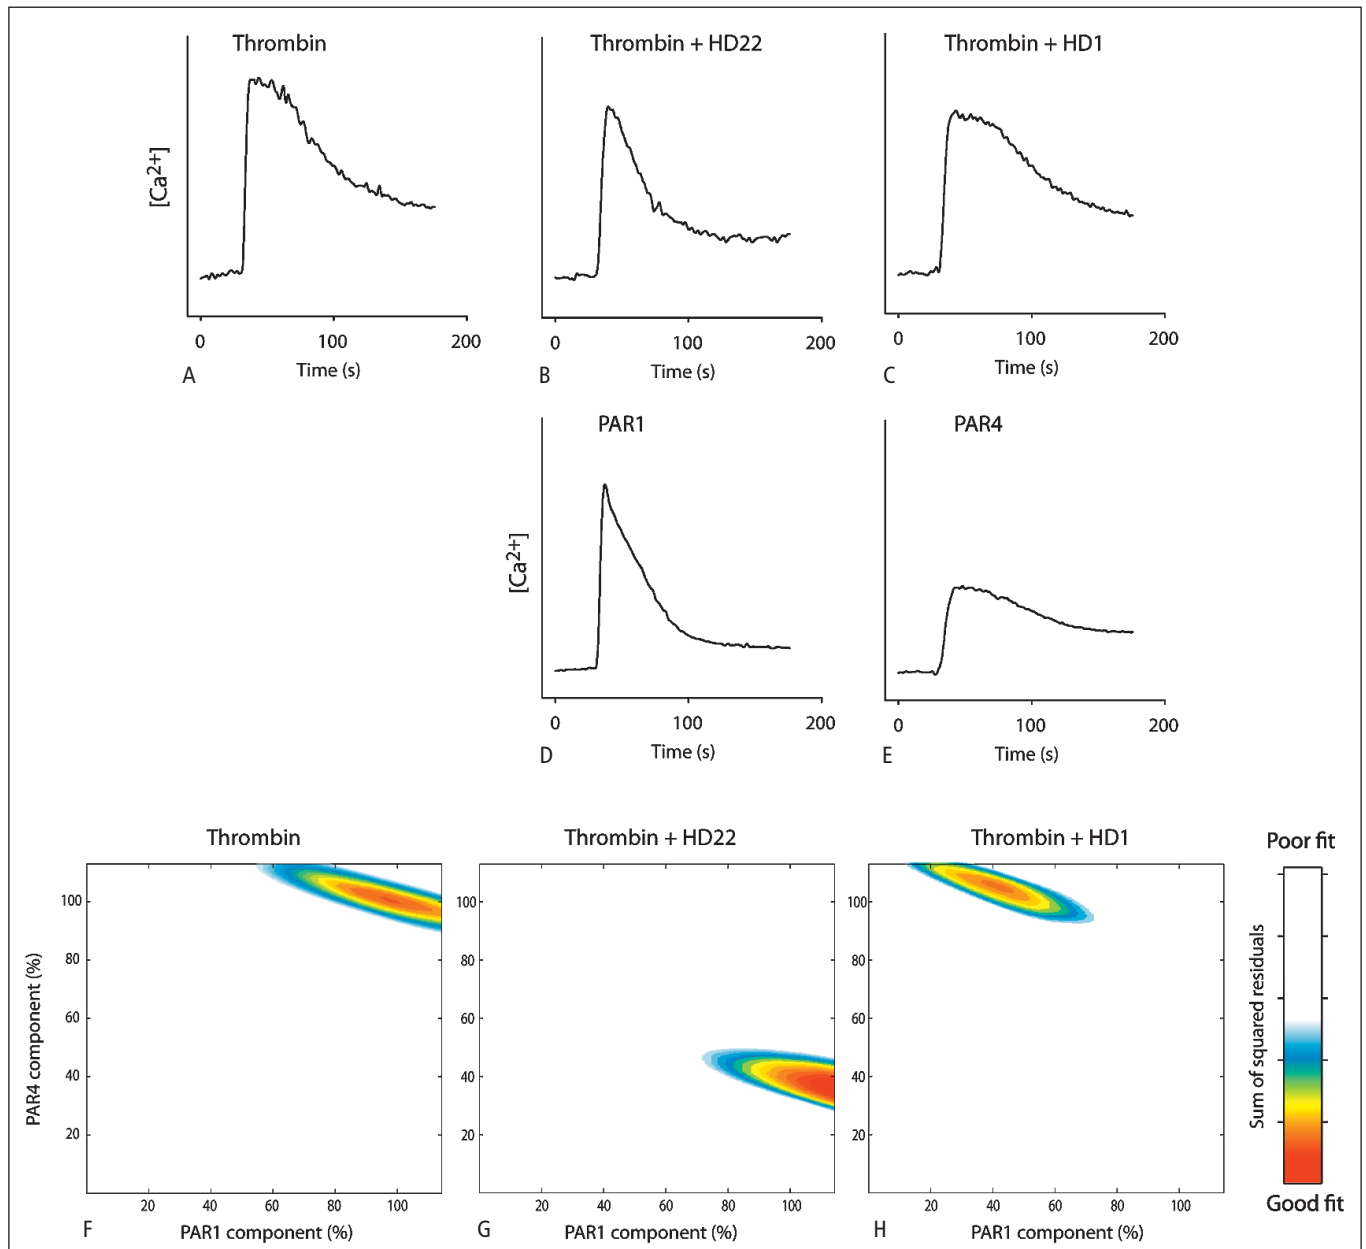 Thrombin
Thrombin + HD22
Thrombin + HD1
[Ca2+]
0 100 200
0 100 200
0 100 200
Time (s)
Time (s)
Time (s)
A
B
C
PAR1
PAR4
[Ca2+]
0 100 200
0 100 200
Time (s)
Time (s)
D
E
Thrombin
Thrombin + HD22
Thrombin + HD1
Poor fit
PAR4 component (%)
100
80
60
40
20
100
80
60
40
20
100
80
60
40
20
Sum of squared residuals
20 40 60 80 100
20 40 60 80 100
20 40 60 80 100
Good fit
F
PAR1 component (%)
G
PAR1 component (%)
H
PAR1 component (%)